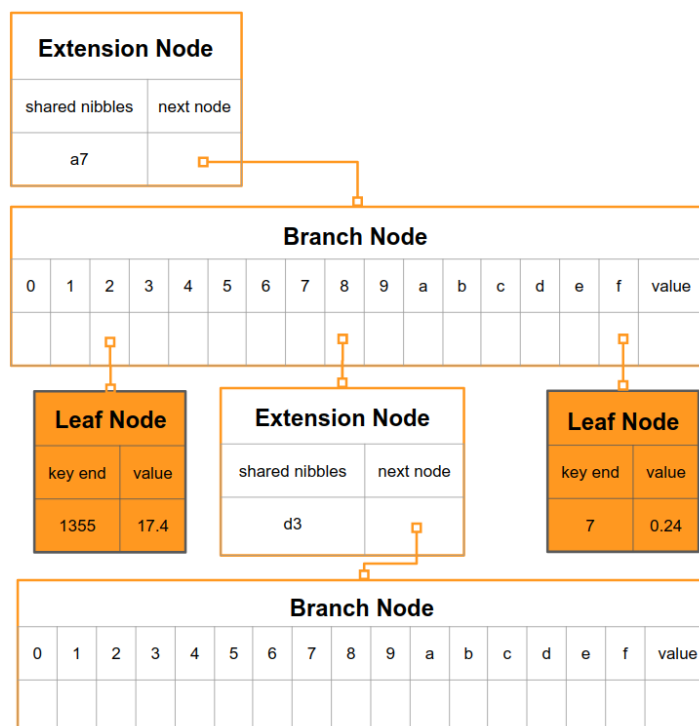 Extension Node
shared nibbles next node
a7
Branch Node
0 1 2 3 4 5 6 7 8 9 a b c d e f value
Leaf Node
key end value
1355 17.4
Extension Node
shared nibbles next node
d3
Leaf Node
key end value
7 0.24
Branch Node
0 1 2 3 4 5 6 7 8 9 a b c d e f value